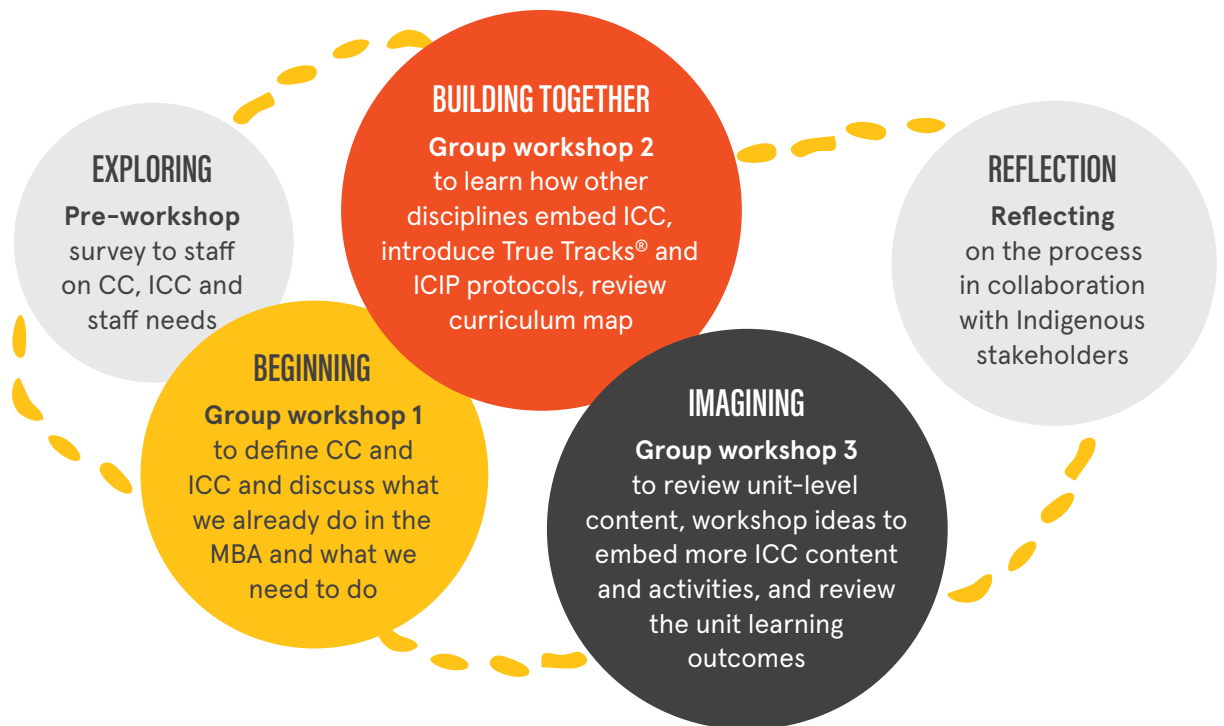 EXPLORING
Pre-workshop
survey to staff
on CC, ICC and
staff needs
BEGINNING
Group workshop 1
to define CC and
ICC and discuss what
we already do in the
MBA and what we
need to do
BUILDING TOGETHER
Group workshop 2
to learn how other
disciplines embed ICC,
introduce True Tracks® and
ICIP protocols, review
curriculum map
IMAGINING
Group workshop 3
to review unit-level
content, workshop ideas to
embed more ICC content
and activities, and review
the unit learning
outcomes
REFLECTION
Reflecting
on the process
in collaboration
with Indigenous
stakeholders